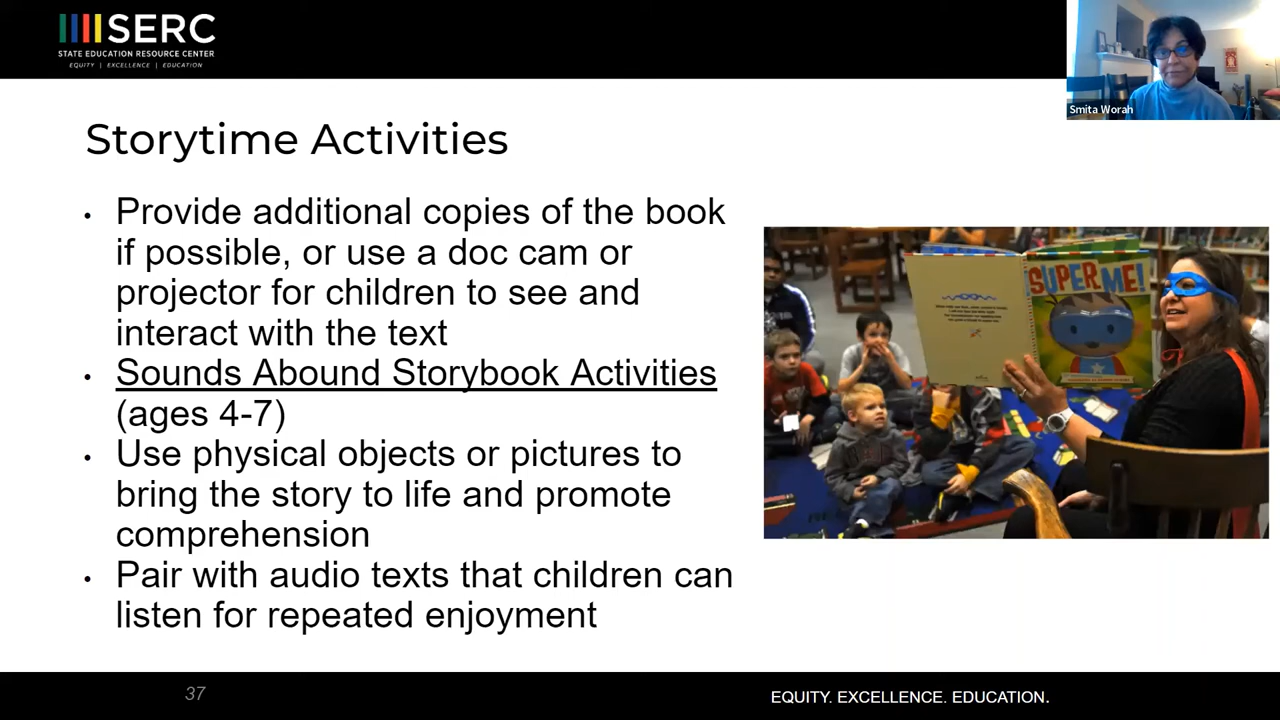 SERC
STATE EDUCATION RESOURCE CENTER
EQUITY | EXCELLENCE | EDUCATION
Smita Worah
Storytime Activities
• Provide additional copies of the book
if possible, or use a doc cam or
projector for children to see and
interact with the text
• Sounds Abound Storybook Activities
(ages 4-7)
• Use physical objects or pictures to
bring the story to life and promote
comprehension
• Pair with audio texts that children can
listen for repeated enjoyment
SUPER ME!
37
EQUITY. EXCELLENCE. EDUCATION.